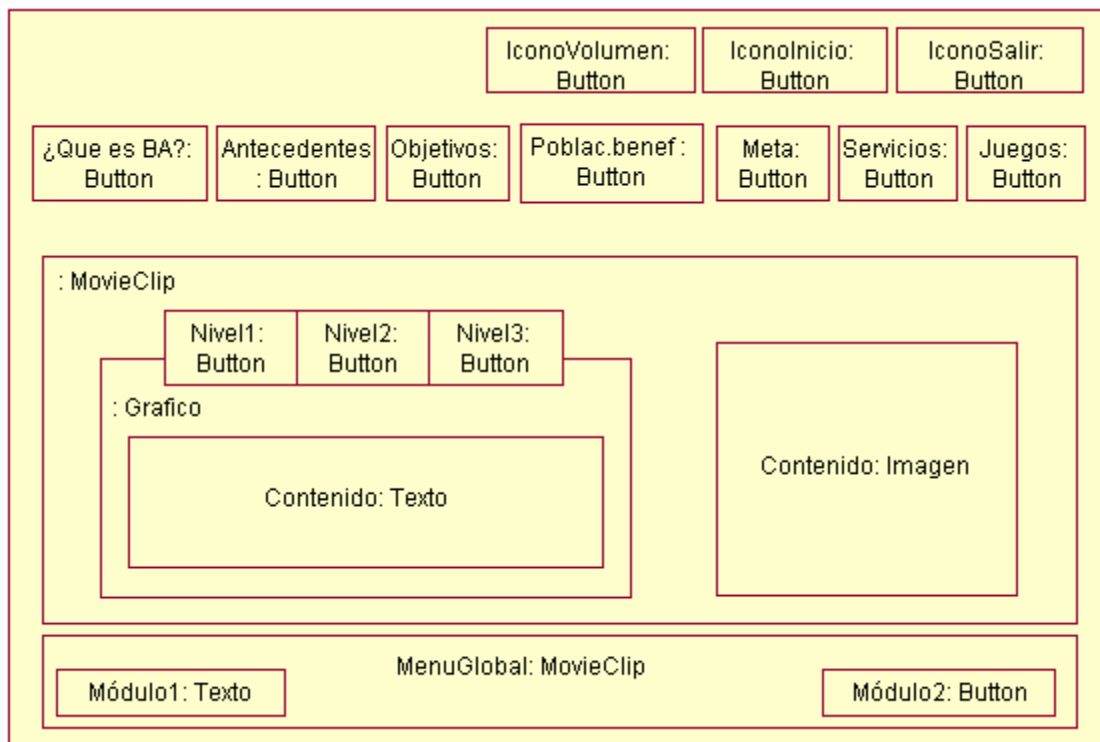 IconoVolumen:
Button
IconoInicio:
Button
IconoSalir:
Button
¿Que es BA?:
Button
Antecedentes
: Button
Objetivos:
Button
Poblac.benef :
Button
Meta:
Button
Servicios:
Button
Juegos:
Button
: MovieClip
Nivel1:
Button
Nivel2:
Button
Nivel3:
Button
: Grafico
Contenido: Texto
Contenido: Imagen
MenuGlobal: MovieClip
Módulo1: Texto
Módulo2: Button